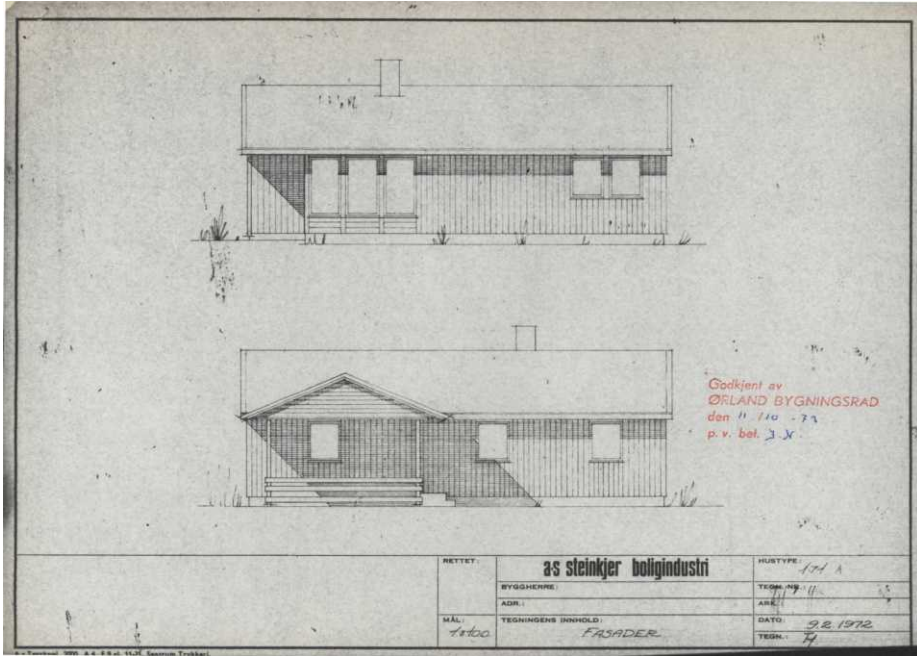 Godkjent av
ØRLAND BYGNINGSRAD
den 11/10 - 73
p. v. bet.
RETTET:
a·s steinkjer boligindustri
HUSTYPE:
171 A
BYGGHERRE:
TEGN. NR.:
ADR.:
ARK.:
MÅL:
1:100
TEGNINGENS INNHOLD:
FASADER
DATO: 9.2.1972
TEGN.: